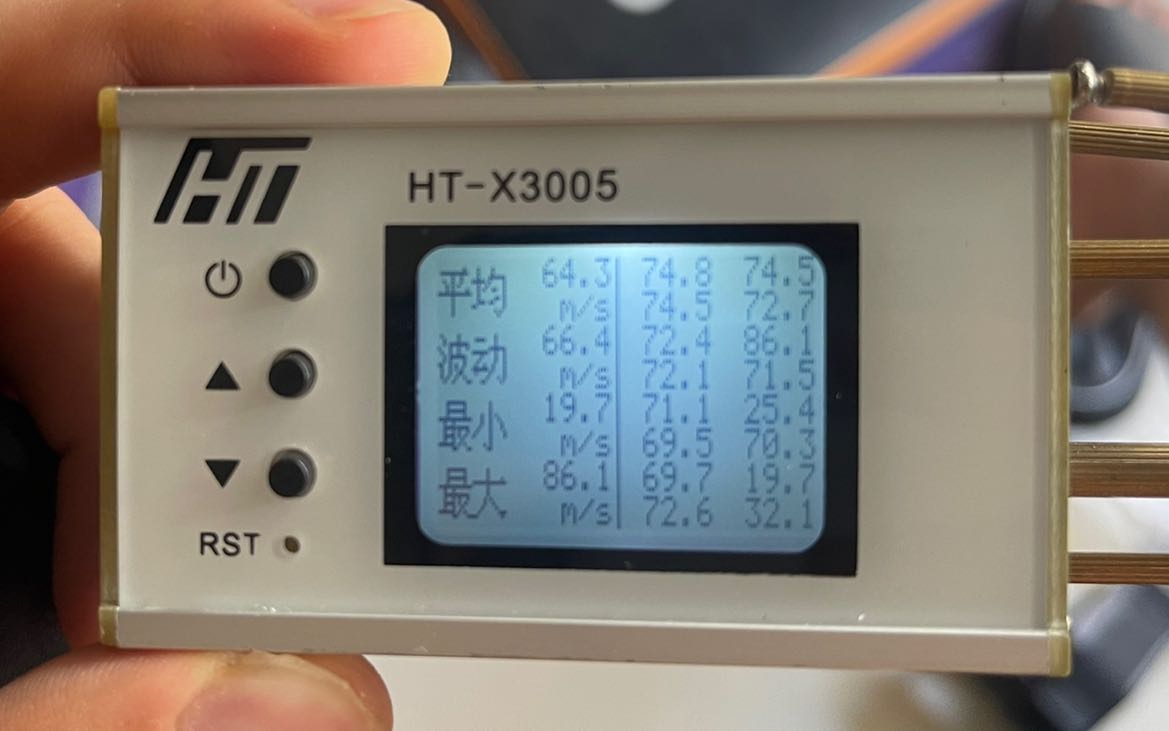 HT
HT-X3005
平均 64.3 74.8 74.5
m/s 74.5 72.7
波动 66.4 72.4 86.1
m/s 72.1 71.5
最小 19.7 71.1 25.4
m/s 69.5 70.3
最大 86.1 69.7 19.7
m/s 72.6 32.1
RST